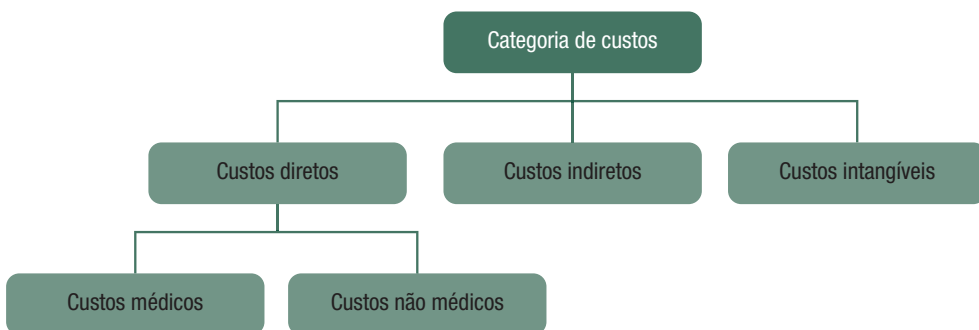 Categoria de custos
Custos diretos
Custos indiretos
Custos intangíveis
Custos médicos
Custos não médicos